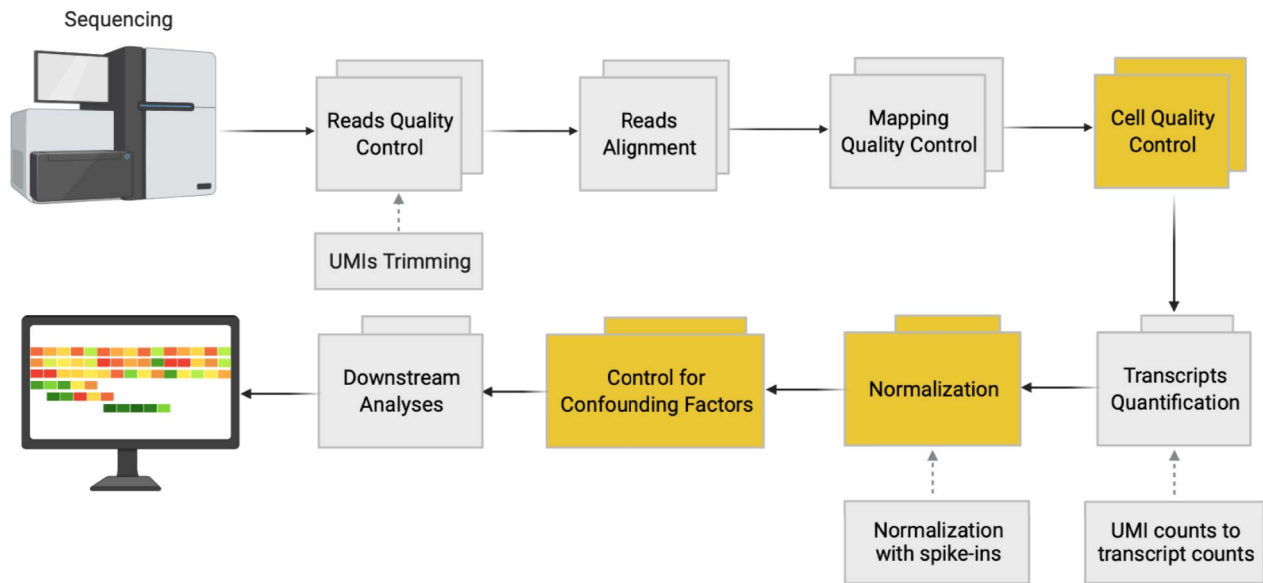 Sequencing
Reads Quality
Control
Reads
Alignment
Mapping
Quality Control
Cell Quality
Control
UMIs Trimming
Downstream
Analyses
Control for
Confounding Factors
Normalization
Transcripts
Quantification
Normalization
with spike-ins
UMI counts to
transcript counts